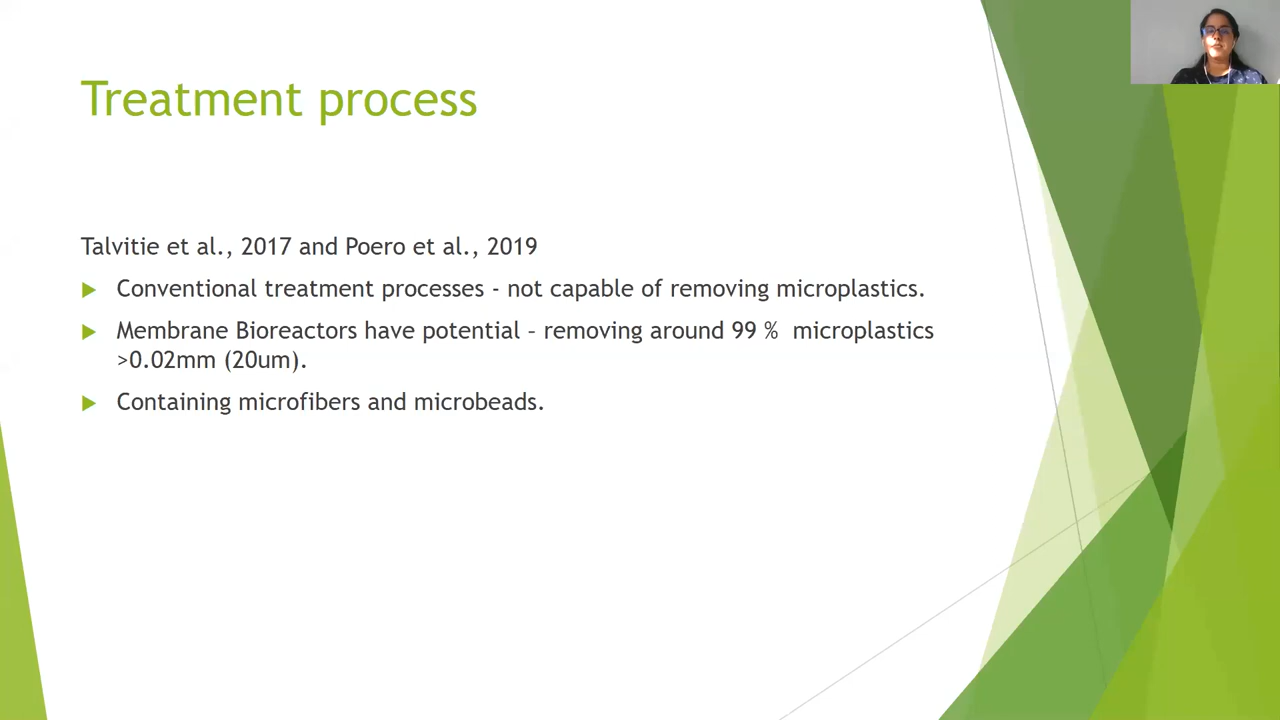 Treatment process
Talvitie et al., 2017 and Poero et al., 2019
Conventional treatment processes - not capable of removing microplastics.
Membrane Bioreactors have potential – removing around 99 % microplastics
>0.02mm (20um).
Containing microfibers and microbeads.